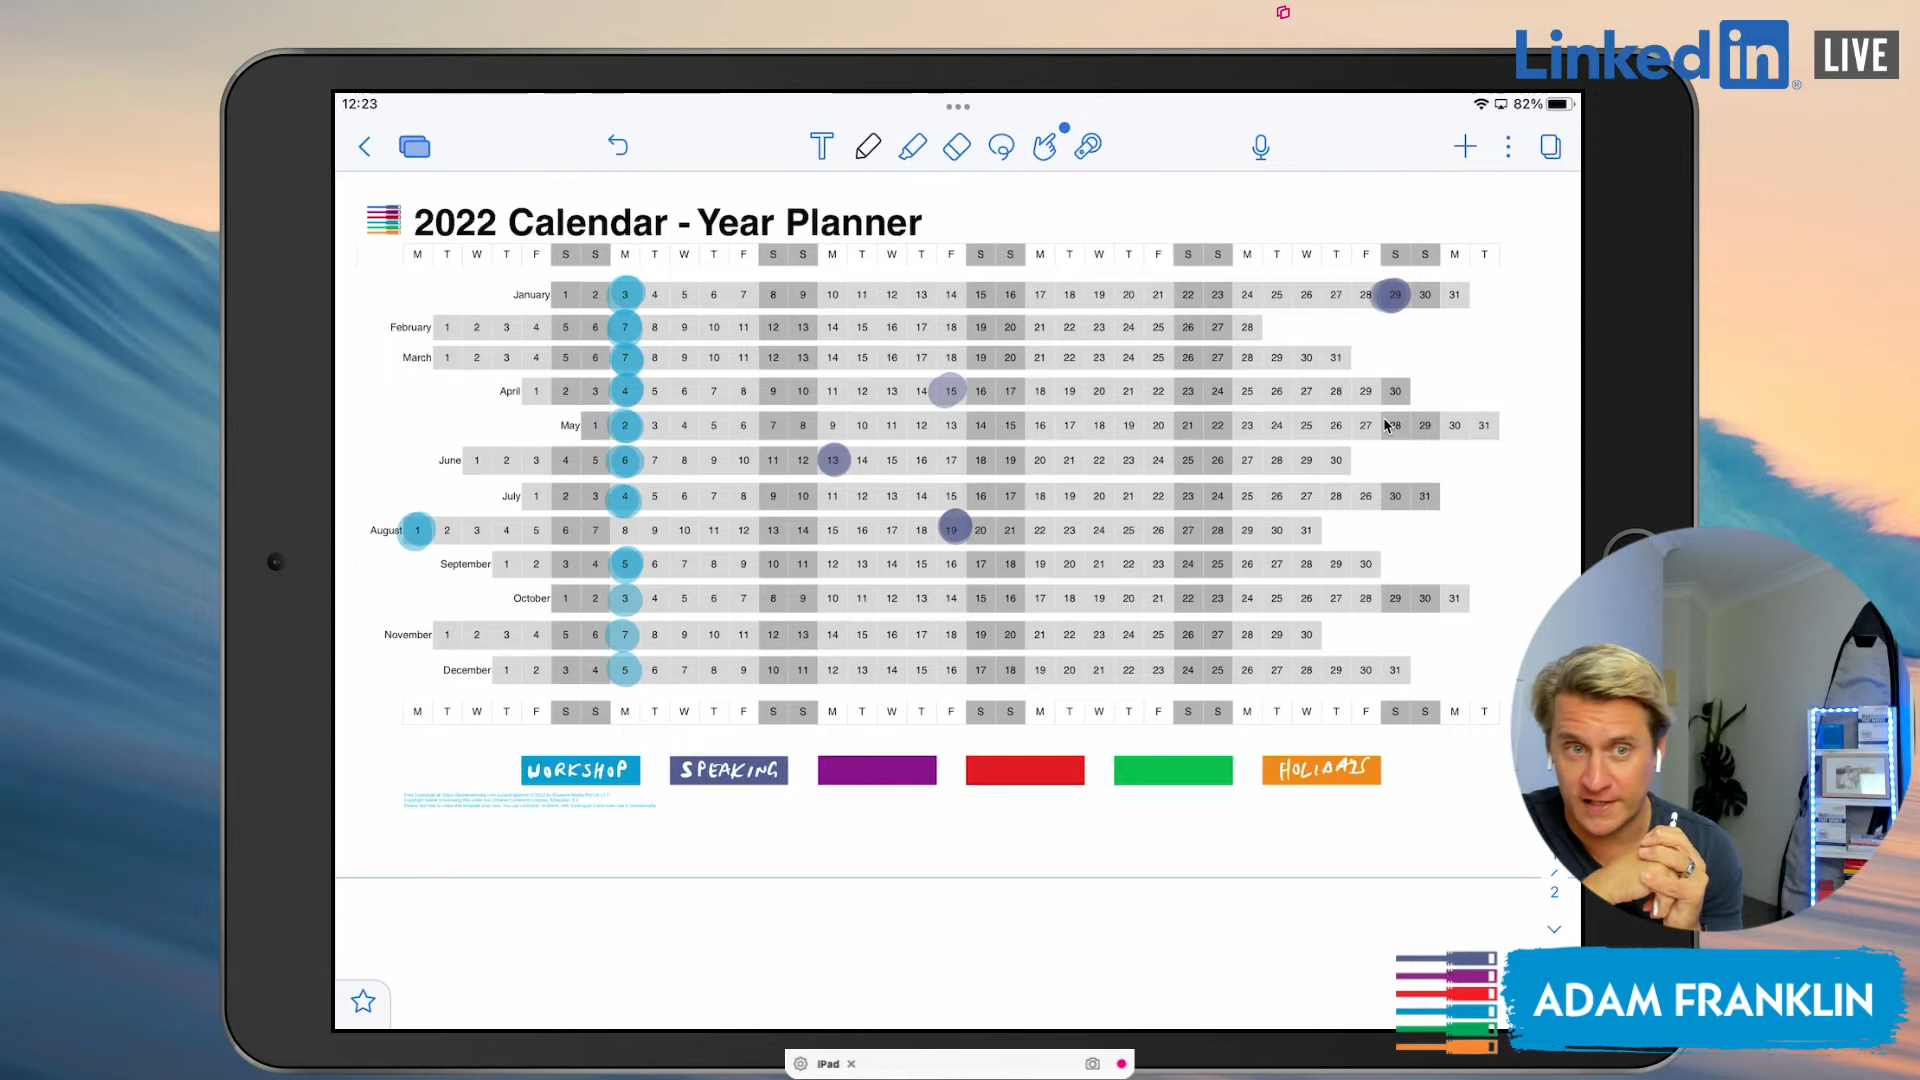 LinkedIn LIVE
12:23
82%
2022 Calendar - Year Planner
M T W T F S S M T W T F S S M T W T F S S M T W T F S S M T W T F S S M T
January 1 2 3 4 5 6 7 8 9 10 11 12 13 14 15 16 17 18 19 20 21 22 23 24 25 26 27 28 29 30 31
February 1 2 3 4 5 6 7 8 9 10 11 12 13 14 15 16 17 18 19 20 21 22 23 24 25 26 27 28
March 1 2 3 4 5 6 7 8 9 10 11 12 13 14 15 16 17 18 19 20 21 22 23 24 25 26 27 28 29 30 31
April 1 2 3 4 5 6 7 8 9 10 11 12 13 14 15 16 17 18 19 20 21 22 23 24 25 26 27 28 29 30
May 1 2 3 4 5 6 7 8 9 10 11 12 13 14 15 16 17 18 19 20 21 22 23 24 25 26 27 28 29 30 31
June 1 2 3 4 5 6 7 8 9 10 11 12 13 14 15 16 17 18 19 20 21 22 23 24 25 26 27 28 29 30
July 1 2 3 4 5 6 7 8 9 10 11 12 13 14 15 16 17 18 19 20 21 22 23 24 25 26 27 28 26 30 31
August 1 2 3 4 5 6 7 8 9 10 11 12 13 14 15 16 17 18 19 20 21 22 23 24 25 26 27 28 29 30 31
September 1 2 3 4 5 6 7 8 9 10 11 12 13 14 15 16 17 18 19 20 21 22 23 24 25 26 27 28 29 30
October 1 2 3 4 5 6 7 8 9 10 11 12 13 14 15 16 17 18 19 20 21 22 23 24 25 26 27 28 29 30 31
November 1 2 3 4 5 6 7 8 9 10 11 12 13 14 15 16 17 18 19 20 21 22 23 24 25 26 27 28 29 30
December 1 2 3 4 5 6 7 8 9 10 11 12 13 14 15 16 17 18 19 20 21 22 23 24 25 26 27 28 29 30 31
M T W T F S S M T W T F S S M T W T F S S M T W T F S S M T W T F S S M T
WORKSHOP SPEAKING HOLIDAYS
2
ADAM FRANKLIN
iPad